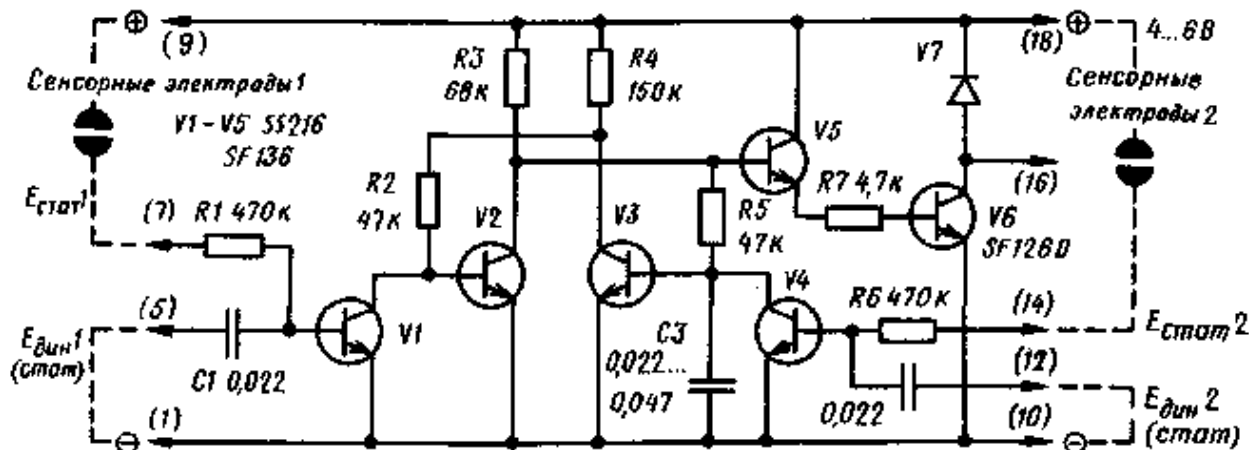 ⊕
(9)
Сенсорные электроды 1
V1-V5 SS216
SF136
Eстат1
(7) R1 470к
(5)
Eдин1
(стат)
C1 0,022
⊖
(1)
R3
68к
R4
150к
R2
47к
V1
V2
V3
V5
R5
47к
R7 4,7к
C3
0,022...
0,047
V4
V7
V6
SF126D
(16)
R6 470к
0,022
(18)
⊕
4...6В
Сенсорные
электроды 2
(14)
Eстат2
(12)
Eдин2
(стат)
(10)
⊖